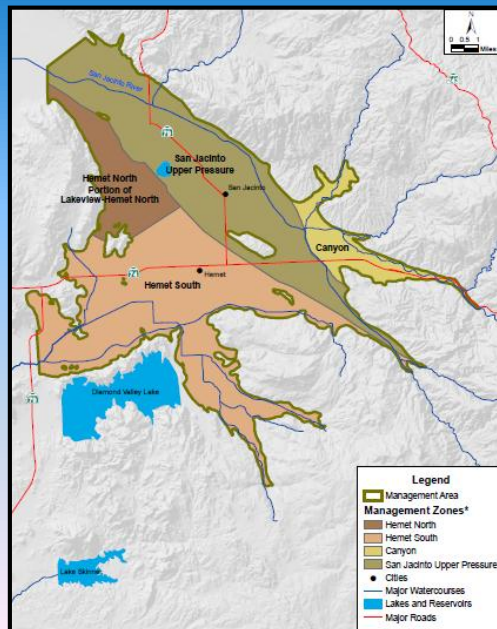 N
0 0.5 1
Miles
San Jacinto River
San Jacinto
Upper Pressure
Hemet North
Portion of
Lakeview-Hemet North
San Jacinto
Canyon
Hemet
Hemet South
Diamond Valley Lake
Lake Skinner
Legend
Management Area
Management Zones*
Hemet North
Hemet South
Canyon
San Jacinto Upper Pressure
Cities
Major Watercourses
Lakes and Reservoirs
Major Roads